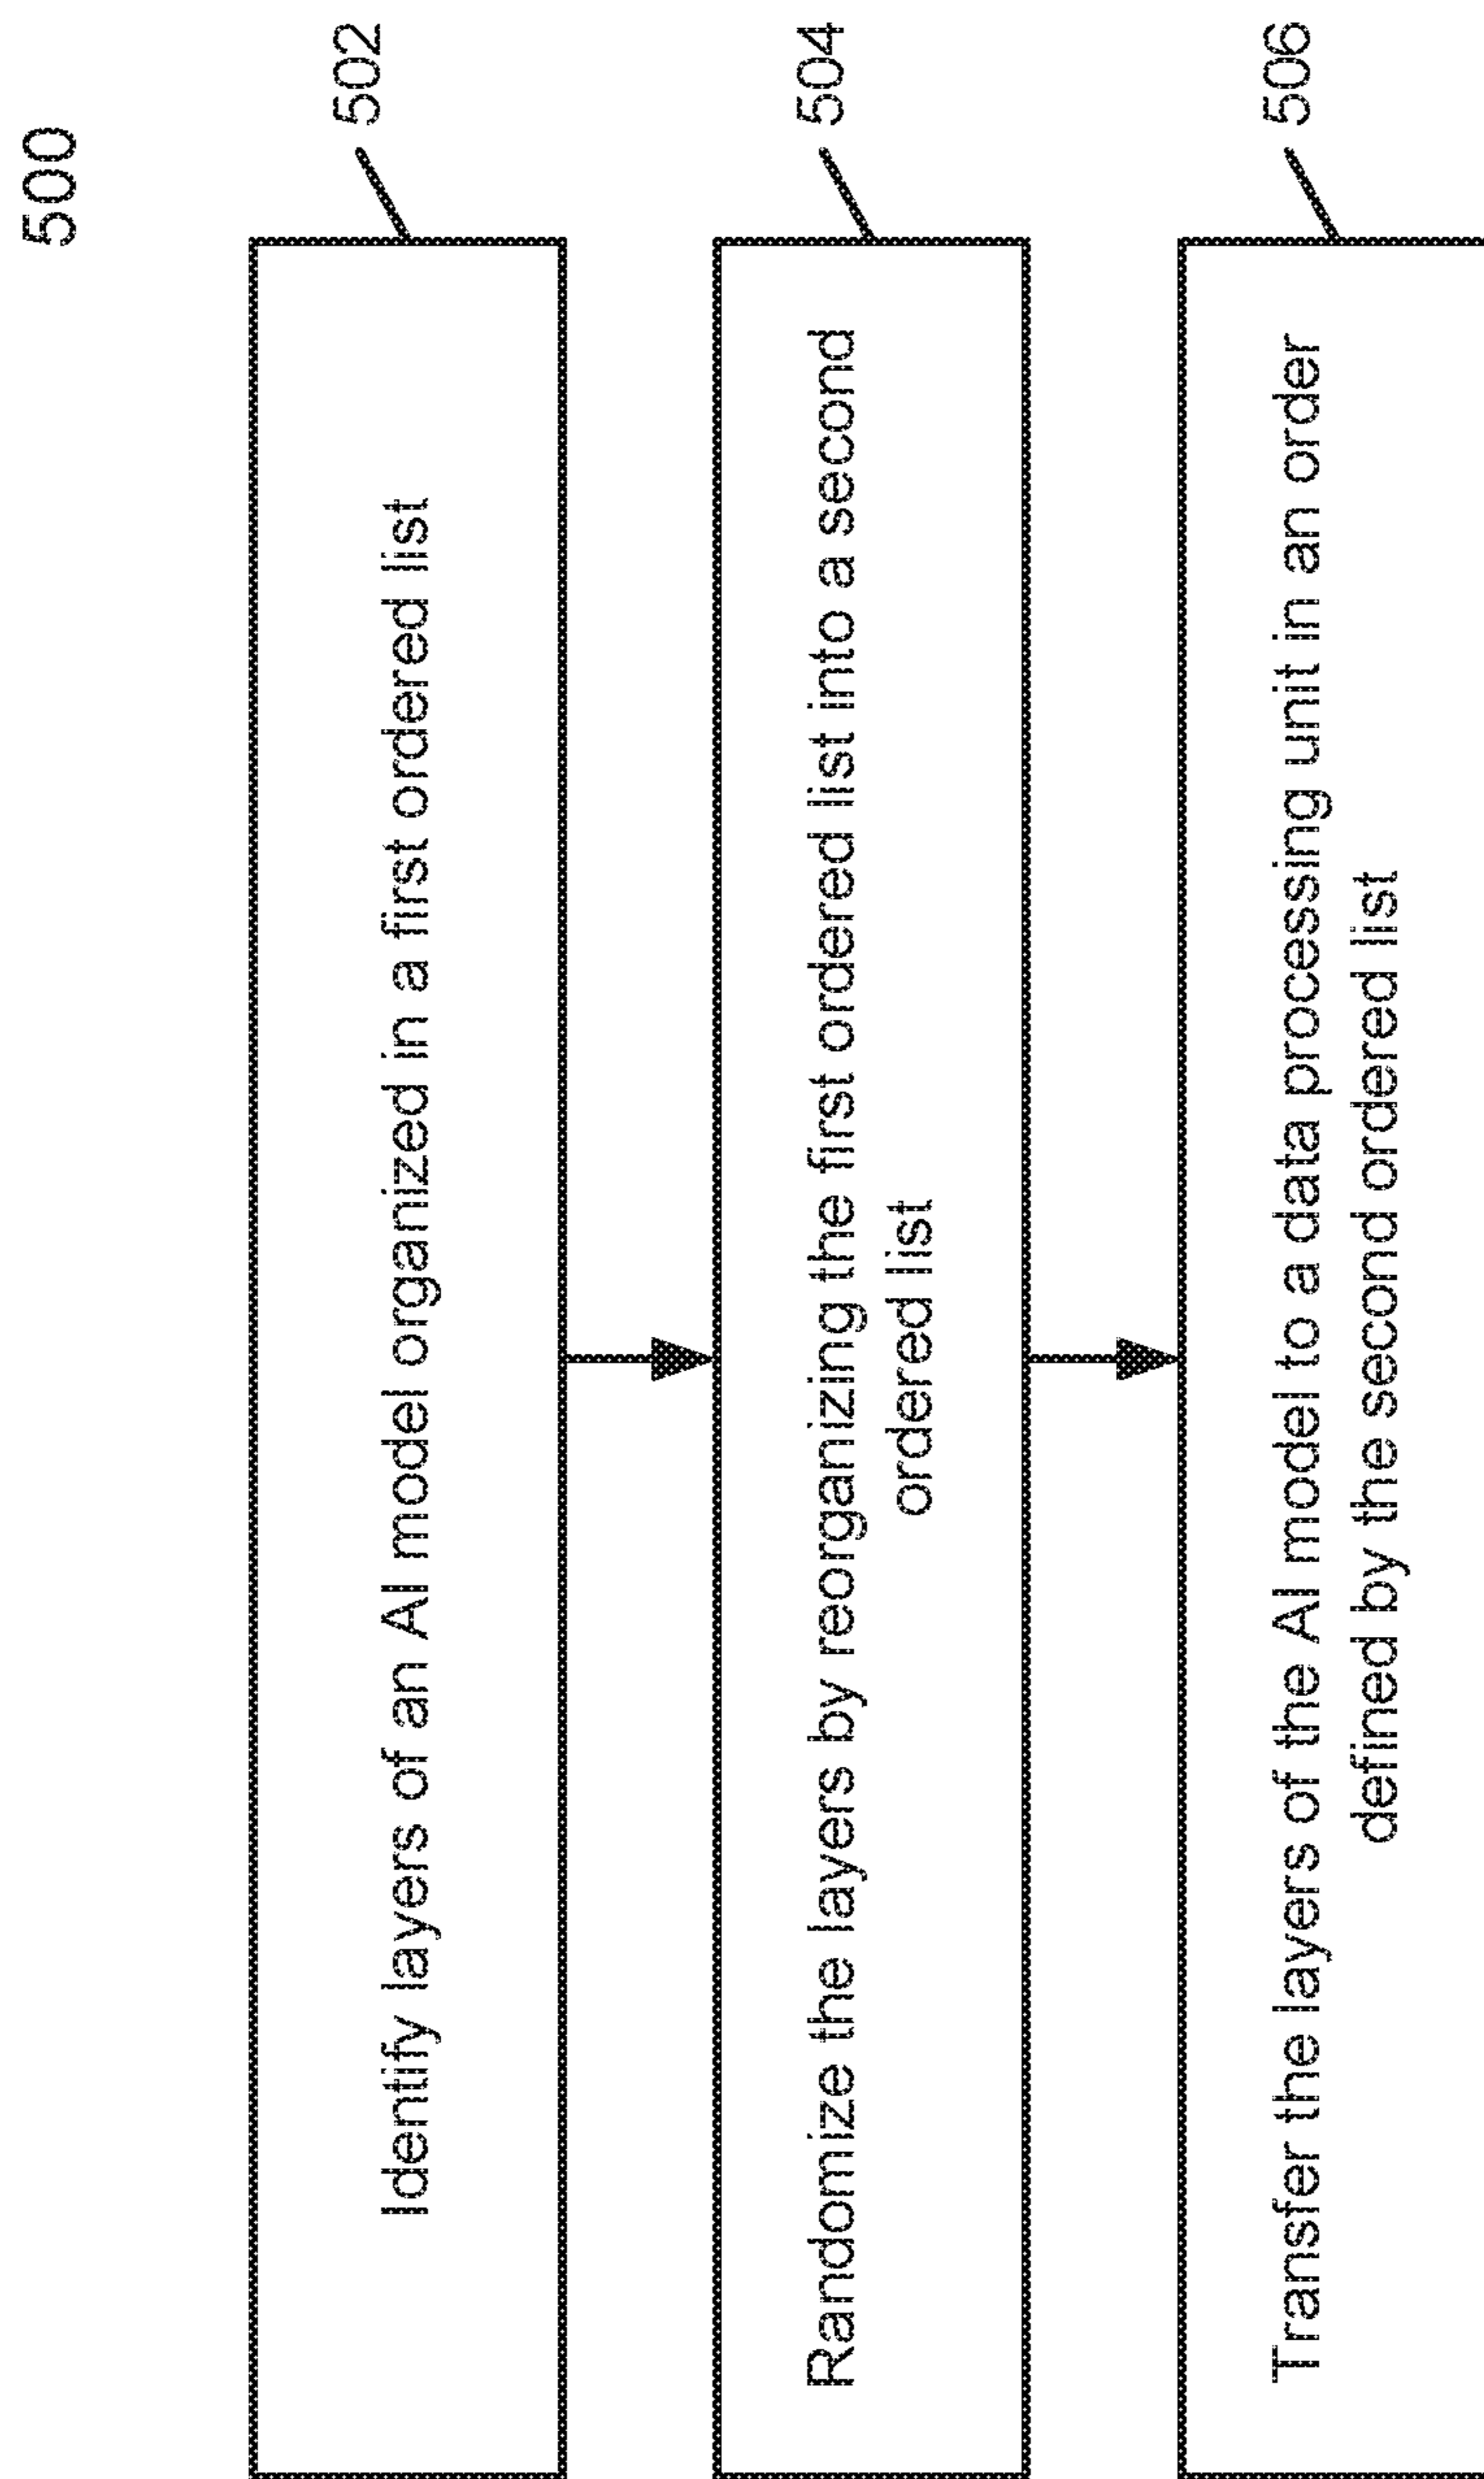 500
502
Identify layers of an AI model organized in a first ordered list
504
Randomize the layers by reorganizing the first ordered list into a second
ordered list
506
Transfer the layers of the AI model to a data processing unit in an order
defined by the second ordered list